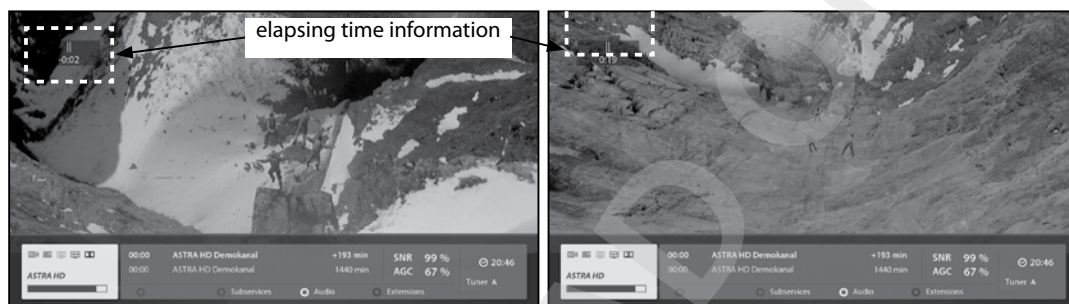 elapsing time information
-0:02
0:19
ASTRA HD
00:00 ASTRA HD Demokanal +193 min
00:00 ASTRA HD Demokanal 1440 min
SNR 99 %
AGC 67 %
20:46
Tuner A
Subservices Audio Extensions
ASTRA HD
00:00 ASTRA HD Demokanal +193 min
00:00 ASTRA HD Demokanal 1440 min
SNR 99 %
AGC 67 %
20:46
Tuner A
Subservices Audio Extensions